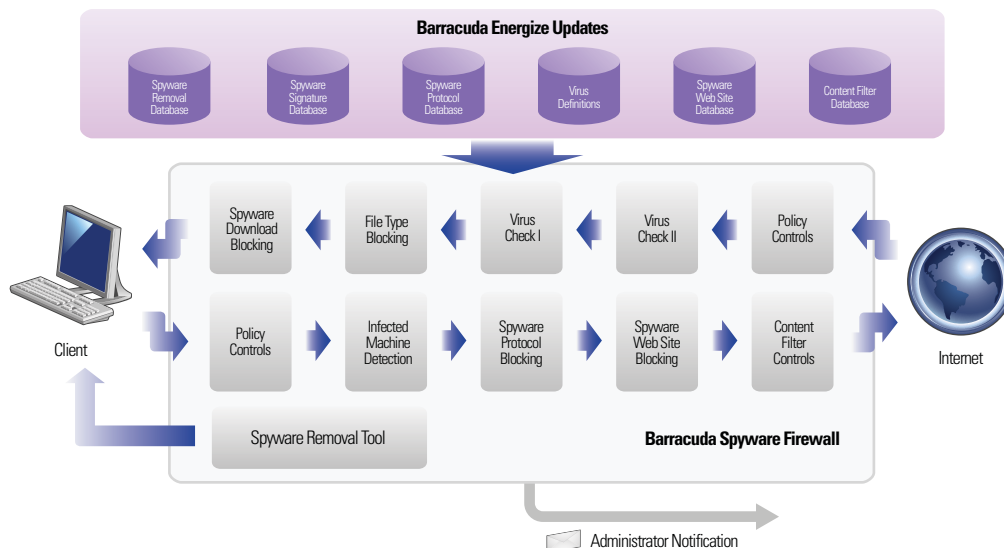 Barracuda Energize Updates
Spyware
Removal
Database
Spyware
Signature
Database
Spyware
Protocol
Database
Virus
Definitions
Spyware
Web Site
Database
Content Filter
Database
Spyware
Download
Blocking
File Type
Blocking
Virus
Check I
Virus
Check II
Policy
Controls
Client
Policy
Controls
Infected
Machine
Detection
Spyware
Protocol
Blocking
Spyware
Web Site
Blocking
Content
Filter
Controls
Internet
Spyware Removal Tool
Barracuda Spyware Firewall
Administrator Notification